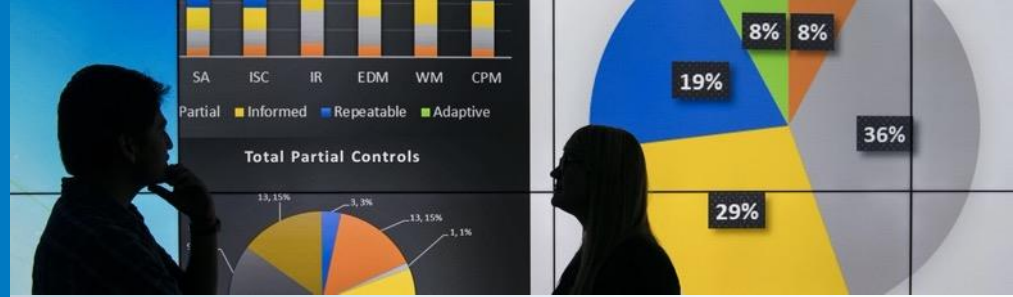 SA ISC IR EDM WM CPM
Partial Informed Repeatable Adaptive
Total Partial Controls
13, 15%
3, 3%
13, 15%
1, 1%
8% 8%
19%
36%
29%